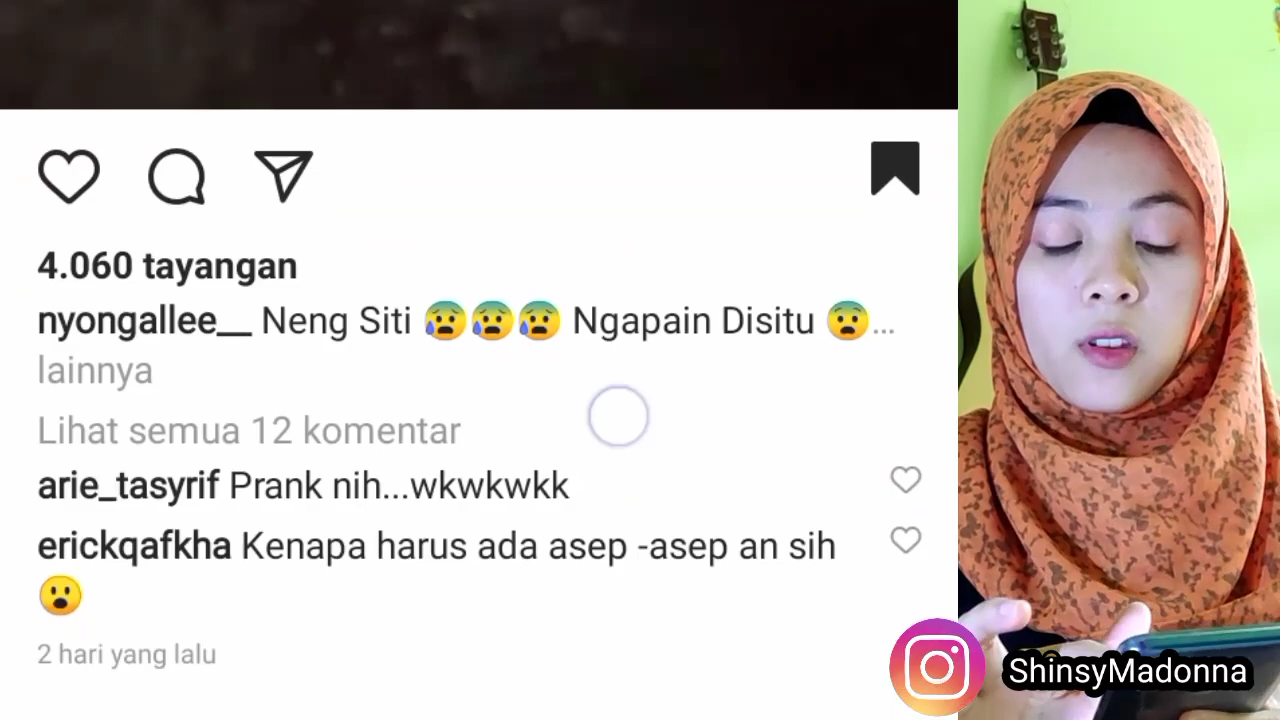 4.060 tayangan
nyongallee__ Neng Siti 😰😰😰 Ngapain Disitu 😨...
lainnya
Lihat semua 12 komentar
arie_tasyrif Prank nih...wkwkwkk
erickqafkha Kenapa harus ada asep -asep an sih
😮
2 hari yang lalu
ShinsyMadonna